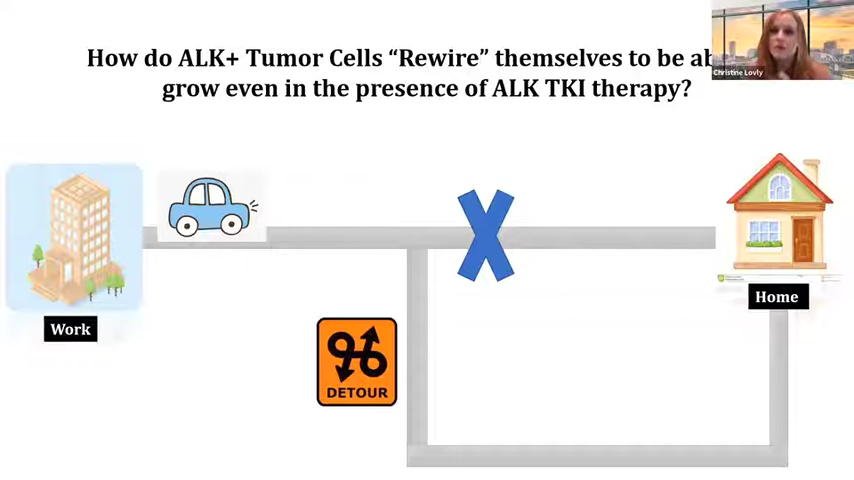 How do ALK+ Tumor Cells “Rewire” themselves to be
grow even in the presence of ALK TKI therapy?
Christine Lovly
Work
DETOUR
Home